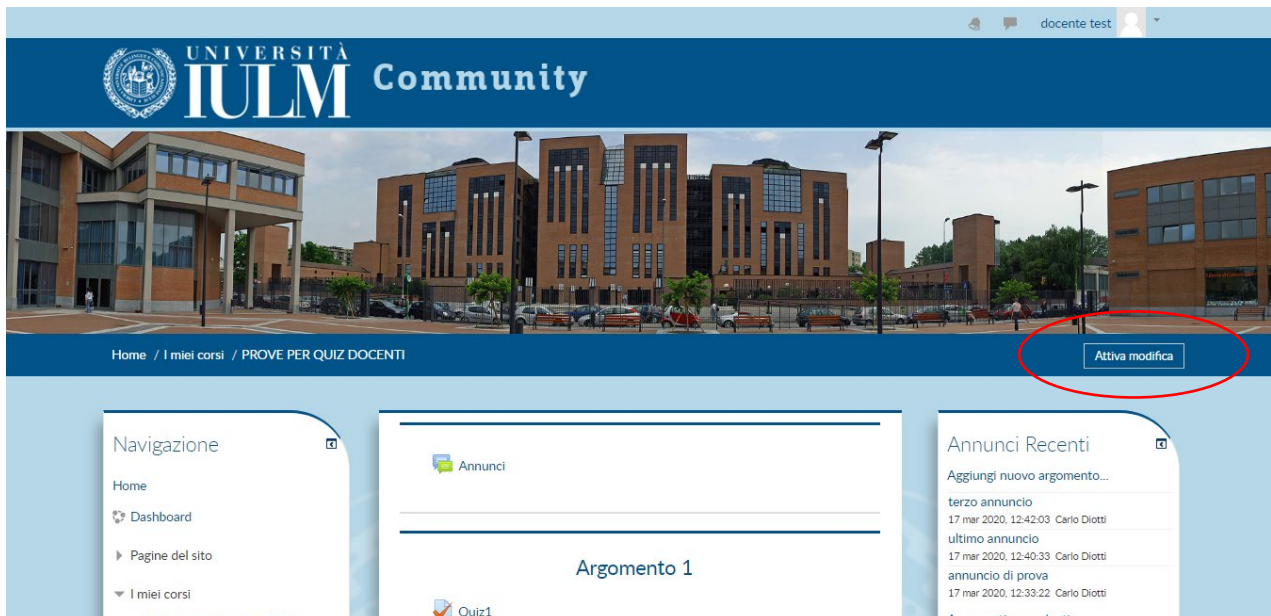 docente test
UNIVERSITÀ
IULM
Community
Home / I miei corsi / PROVE PER QUIZ DOCENTI
Attiva modifica
Navigazione
Home
Dashboard
Pagine del sito
I miei corsi
Annunci
Argomento 1
Quiz1
Annunci Recenti
Aggiungi nuovo argomento...
terzo annuncio
17 mar 2020, 12:42:03 Carlo Diotti
ultimo annuncio
17 mar 2020, 12:40:33 Carlo Diotti
annuncio di prova
17 mar 2020, 12:33:22 Carlo Diotti